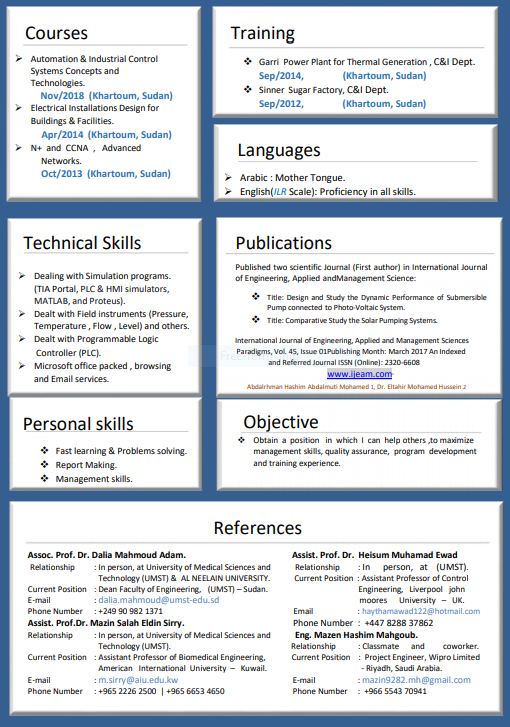 Courses
Automation & Industrial Control
Systems Concepts and
Technologies.
Nov/2018 (Khartoum, Sudan)
Electrical Installations Design for
Buildings & Facilities.
Apr/2014 (Khartoum, Sudan)
N+ and CCNA , Advanced
Networks.
Oct/2013 (Khartoum, Sudan)
Training
Garri Power Plant for Thermal Generation , C&I Dept.
Sep/2014, (Khartoum, Sudan)
Sinner Sugar Factory, C&I Dept.
Sep/2012, (Khartoum, Sudan)
Languages
Arabic : Mother Tongue.
English(ILR Scale): Proficiency in all skills.
Technical Skills
Dealing with Simulation programs.
(TIA Portal, PLC & HMI simulators,
MATLAB, and Proteus).
Dealt with Field instruments (Pressure,
Temperature , Flow , Level) and others.
Dealt with Programmable Logic
Controller (PLC).
Microsoft office packed , browsing
and Email services.
Publications
Published two scientific Journal (First author) in International Journal
of Engineering, Applied andManagement Science:
Title: Design and Study the Dynamic Performance of Submersible
Pump connected to Photo-Voltaic System.
Title: Comparative Study the Solar Pumping Systems.
International Journal of Engineering, Applied and Management Sciences
Paradigms, Vol. 45, Issue 01Publishing Month: March 2017 An Indexed
and Referred Journal ISSN (Online): 2320-6608
www.ijeam.com
Abdalrhman Hashim Abdalmuti Mohamed 1, Dr. Eltahir Mohamed Hussein 2
Personal skills
Fast learning & Problems solving.
Report Making.
Management skills.
Objective
Obtain a position in which I can help others ,to maximize
management skills, quality assurance, program development
and training experience.
References
Assoc. Prof. Dr. Dalia Mahmoud Adam.
Relationship : In person, at University of Medical Sciences and
Technology (UMST) & AL NEELAIN UNIVERSITY.
Current Position : Dean Faculty of Engineering, (UMST) – Sudan.
E-mail : dalia.mahmoud@umst-edu.sd
Phone Number : +249 90 982 1371
Assist. Prof.Dr. Mazin Salah Eldin Sirry.
Relationship : In person, at University of Medical Sciences and
Technology (UMST).
Current Position : Assistant Professor of Biomedical Engineering,
American International University – Kuwait.
E-mail : m.sirry@aiu.edu.kw
Phone Number : +965 2226 2500 | +965 6653 4650
Assist. Prof. Dr. Heisum Muhamad Ewad
Relationship : In person, at (UMST).
Current Position : Assistant Professor of Control
Engineering, Liverpool john
moores University – UK.
Email : haythamawad122@hotmail.com
Phone Number : +447 8288 37862
Eng. Mazen Hashim Mahgoub.
Relationship : Classmate and coworker.
Current Position : Project Engineer, Wipro Limited
- Riyadh, Saudi Arabia.
E-mail : mazin9282.mh@gmail.com
Phone Number : +966 5543 70941